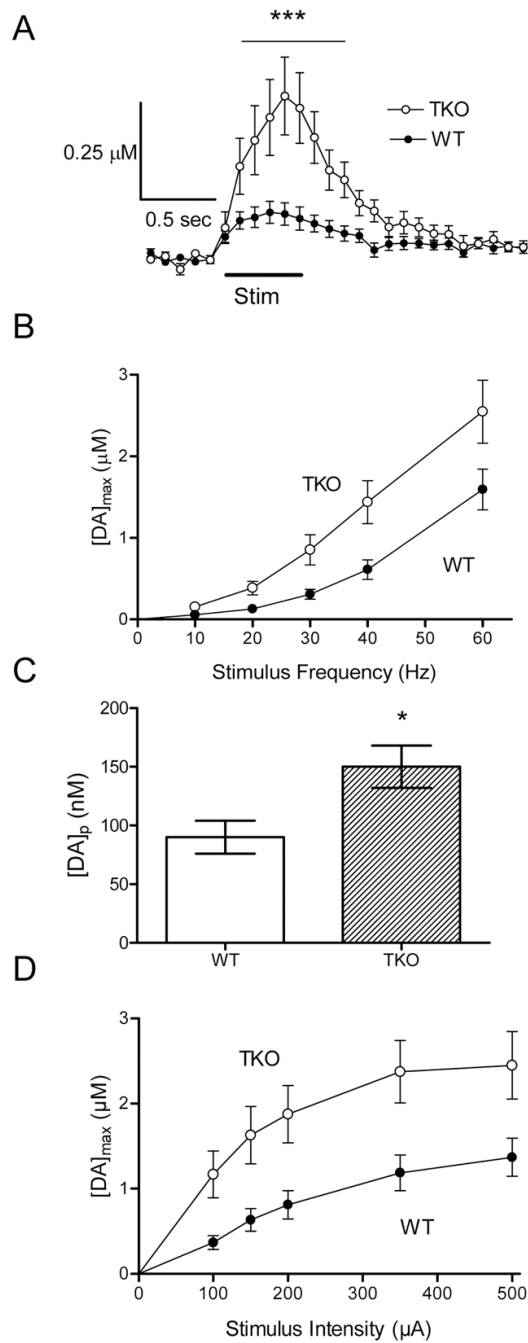 A
***
TKO
WT
0.25 μM
0.5 sec
Stim
B
[DA]max (μM)
3
2
1
0
TKO
WT
0 10 20 30 40 50 60
Stimulus Frequency (Hz)
C
[DA]p (nM)
200
150
100
50
0
*
WT TKO
D
[DA]max (μM)
3
2
1
0
TKO
WT
0 100 200 300 400 500
Stimulus Intensity (μA)